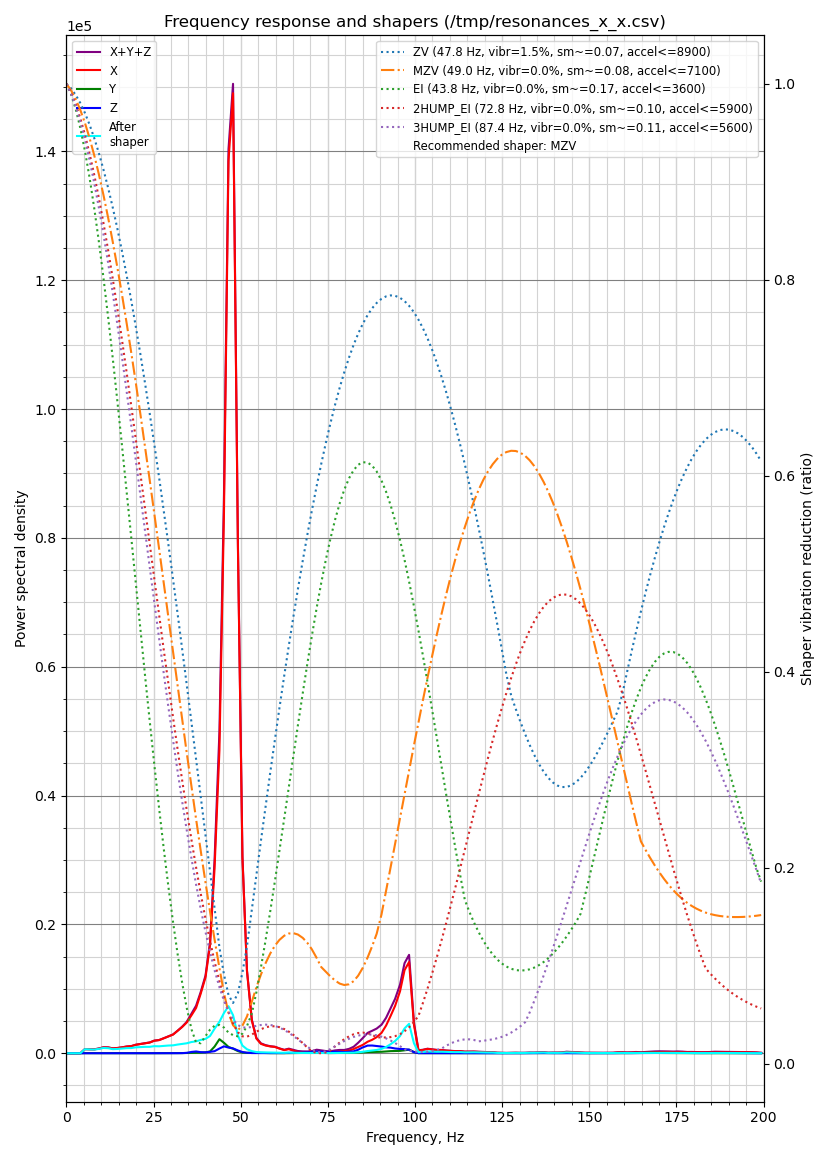 Frequency response and shapers (/tmp/resonances_x_x.csv)
1e5
X+Y+Z
X
Y
Z
After
shaper
ZV (47.8 Hz, vibr=1.5%, sm~=0.07, accel<=8900)
MZV (49.0 Hz, vibr=0.0%, sm~=0.08, accel<=7100)
EI (43.8 Hz, vibr=0.0%, sm~=0.17, accel<=3600)
2HUMP_EI (72.8 Hz, vibr=0.0%, sm~=0.10, accel<=5900)
3HUMP_EI (87.4 Hz, vibr=0.0%, sm~=0.11, accel<=5600)
Recommended shaper: MZV
Power spectral density
1.4
1.2
1.0
0.8
0.6
0.4
0.2
0.0
1.0
0.8
0.6
0.4
0.2
0.0
Shaper vibration reduction (ratio)
0 25 50 75 100 125 150 175 200
Frequency, Hz